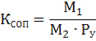 Ксоп = М₁ / (М₂ · Ру)